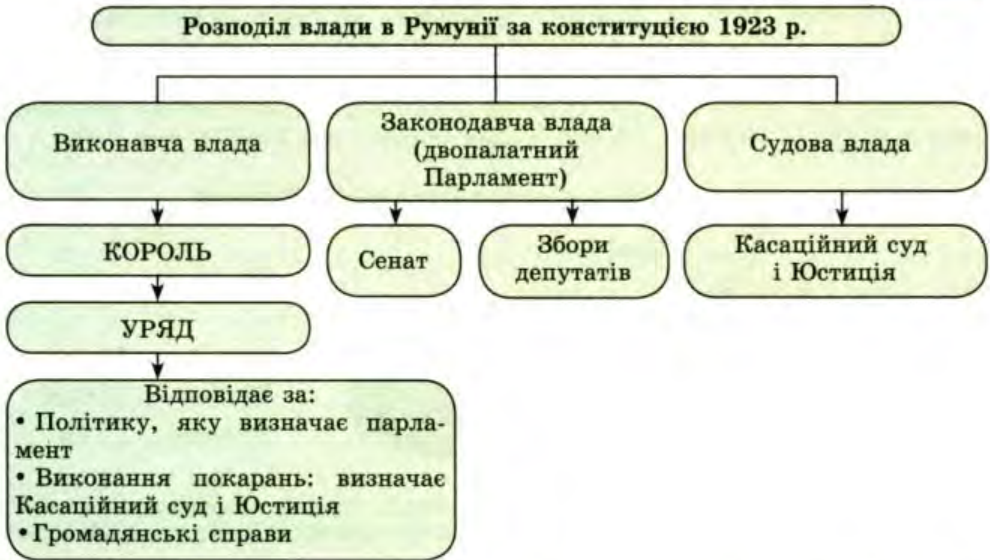 Розподіл влади в Румунії за конституцією 1923 р.
Виконавча влада
Законодавча влада
(двопалатний
Парламент)
Судова влада
КОРОЛЬ
Сенат
Збори
депутатів
Касаційний суд
і Юстиція
УРЯД
Відповідає за:
• Політику, яку визначає парла-
мент
• Виконання покарань: визначає
Касаційний суд і Юстиція
• Громадянські справи